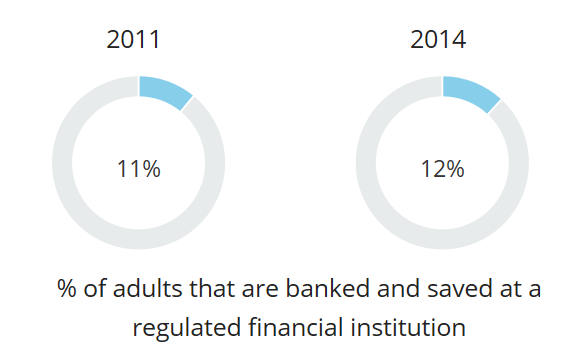 2011 2014
11% 12%
% of adults that are banked and saved at a
regulated financial institution